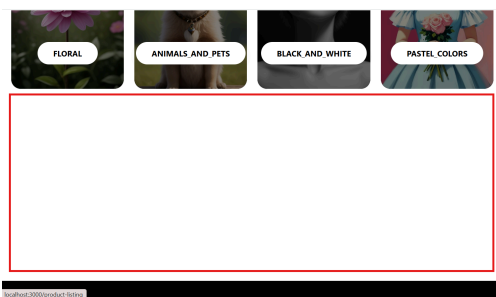 FLORAL
ANIMALS_AND_PETS
BLACK_AND_WHITE
PASTEL_COLORS
localhost:3000/product-listing